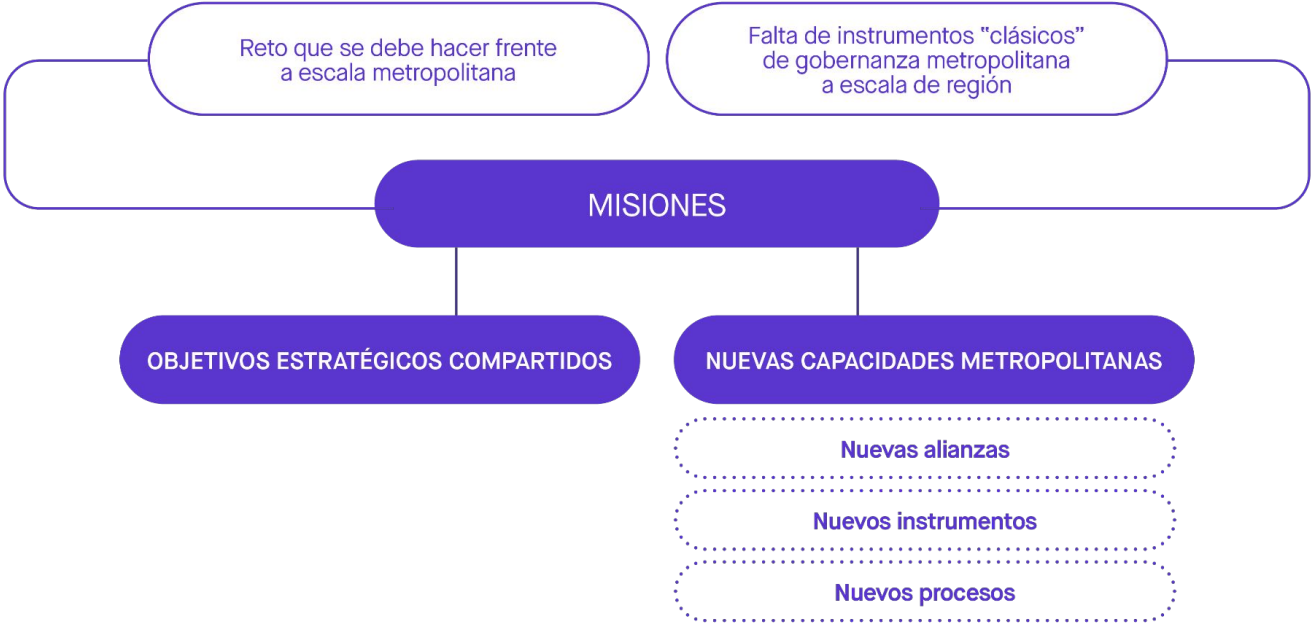 Reto que se debe hacer frente
a escala metropolitana
Falta de instrumentos "clásicos"
de gobernanza metropolitana
a escala de región
MISIONES
OBJETIVOS ESTRATÉGICOS COMPARTIDOS
NUEVAS CAPACIDADES METROPOLITANAS
Nuevas alianzas
Nuevos instrumentos
Nuevos procesos